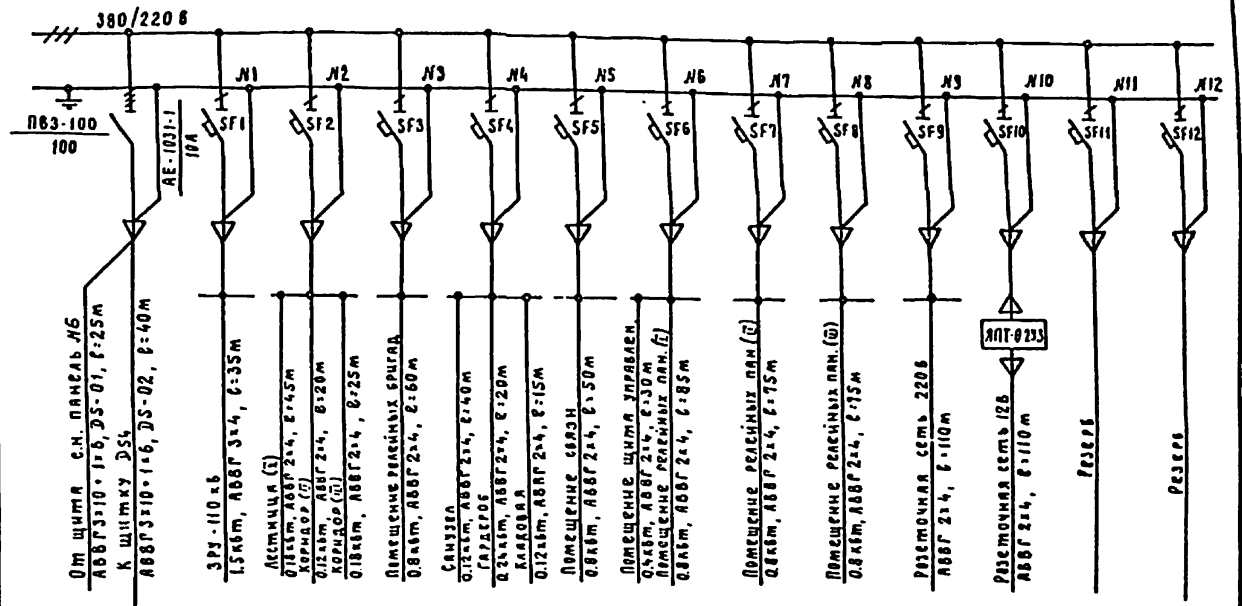 380/220 В
N1
N2
N3
N4
N5
N6
N7
N8
N9
N10
N11
N12
ПВ3-100
100
АЕ-1031-1
10А
SF1
SF2
SF3
SF4
SF5
SF6
SF7
SF8
SF9
SF10
SF11
SF12
От щита с.н. панель N6
АВВГ 3×10+1×6, DS-01, ℓ=25м
К щитку DS4
АВВГ 3×10+1×6, DS-02, ℓ=40м
ЗРУ-110 кв
1,5квт, АВВГ 3×4, ℓ=35м
Лестница (I)
0,18квт, АВВГ 2×4, ℓ=45м
Коридор (II)
0,12квт, АВВГ 2×4, ℓ=20м
Коридор (III)
0,18квт, АВВГ 2×4, ℓ=25м
Помещение релейных бригад
0,8квт, АВВГ 2×4, ℓ=60м
Санузел
0,12квт, АВВГ 2×4, ℓ=40м
Гардероб
0,24квт, АВВГ 2×4, ℓ=20м
Кладовая
0,12квт, АВВГ 2×4, ℓ=15м
Помещение связи
0,8квт, АВВГ 2×4, ℓ=50м
Помещение щита управлен.
0,4квт, АВВГ 2×4, ℓ=30м
Помещение релейных пан.
0,8квт, АВВГ 2×4, ℓ=85м
Помещение релейных пан (II)
0,8квт, АВВГ 2×4, ℓ=75м
Помещение релейных пан. (III)
0,8квт, АВВГ 2×4, ℓ=75м
Розеточная сеть 220в
АВВГ 2×4, ℓ=110м
ЯПТ-0233
Розеточная сеть 12в
АВВГ 2×4, ℓ=110м
Резерв
Резерв